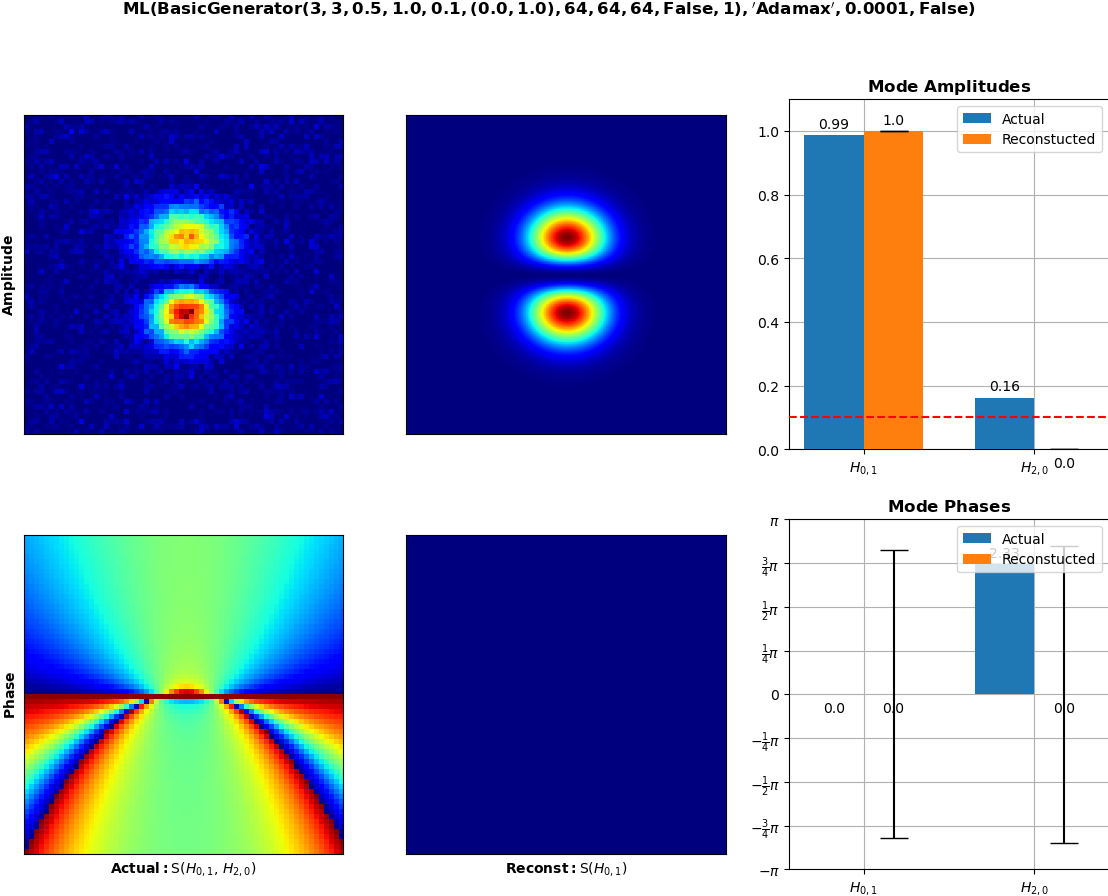 ML(BasicGenerator(3, 3, 0.5, 1.0, 0.1, (0.0, 1.0), 64, 64, 64, False, 1), ′Adamax′, 0.0001, False)
Mode Amplitudes
Amplitude
1.0
0.8
0.6
0.4
0.2
0.0
0.99
1.0
0.16
0.0
Actual
Reconstucted
H0,1
H2,0
Mode Phases
Phase
π
3/4π
1/2π
1/4π
0
−1/4π
−1/2π
−3/4π
−π
0.0
0.0
2.33
0.0
Actual
Reconstucted
H0,1
H2,0
Actual: S(H0,1, H2,0)
Reconst: S(H0,1)